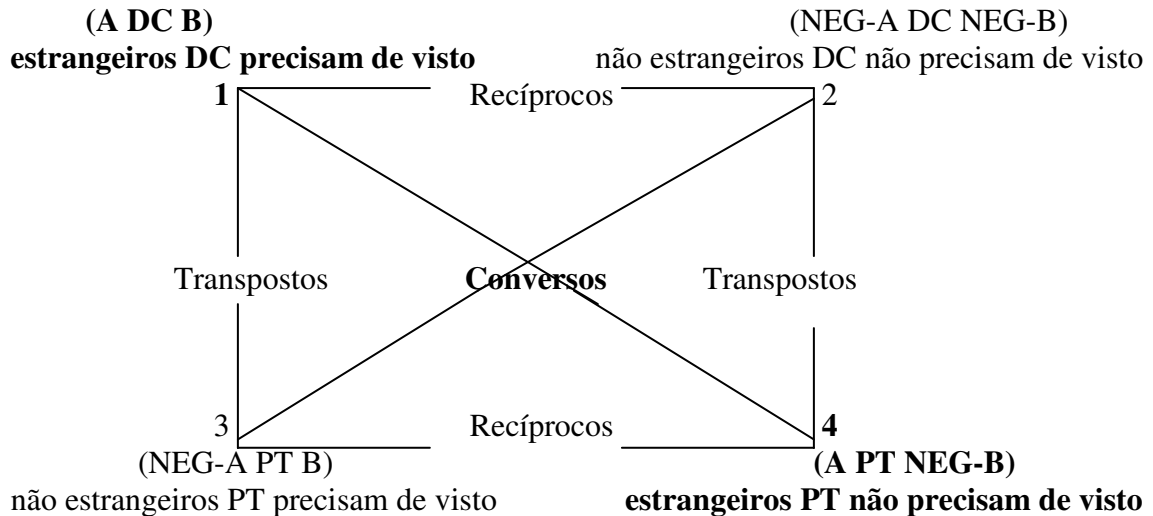 (A DC B) (NEG-A DC NEG-B)
estrangeiros DC precisam de visto não estrangeiros DC não precisam de visto
1 Recíprocos 2
Transpostos Conversos Transpostos
3 Recíprocos 4
(NEG-A PT B) (A PT NEG-B)
não estrangeiros PT precisam de visto estrangeiros PT não precisam de visto